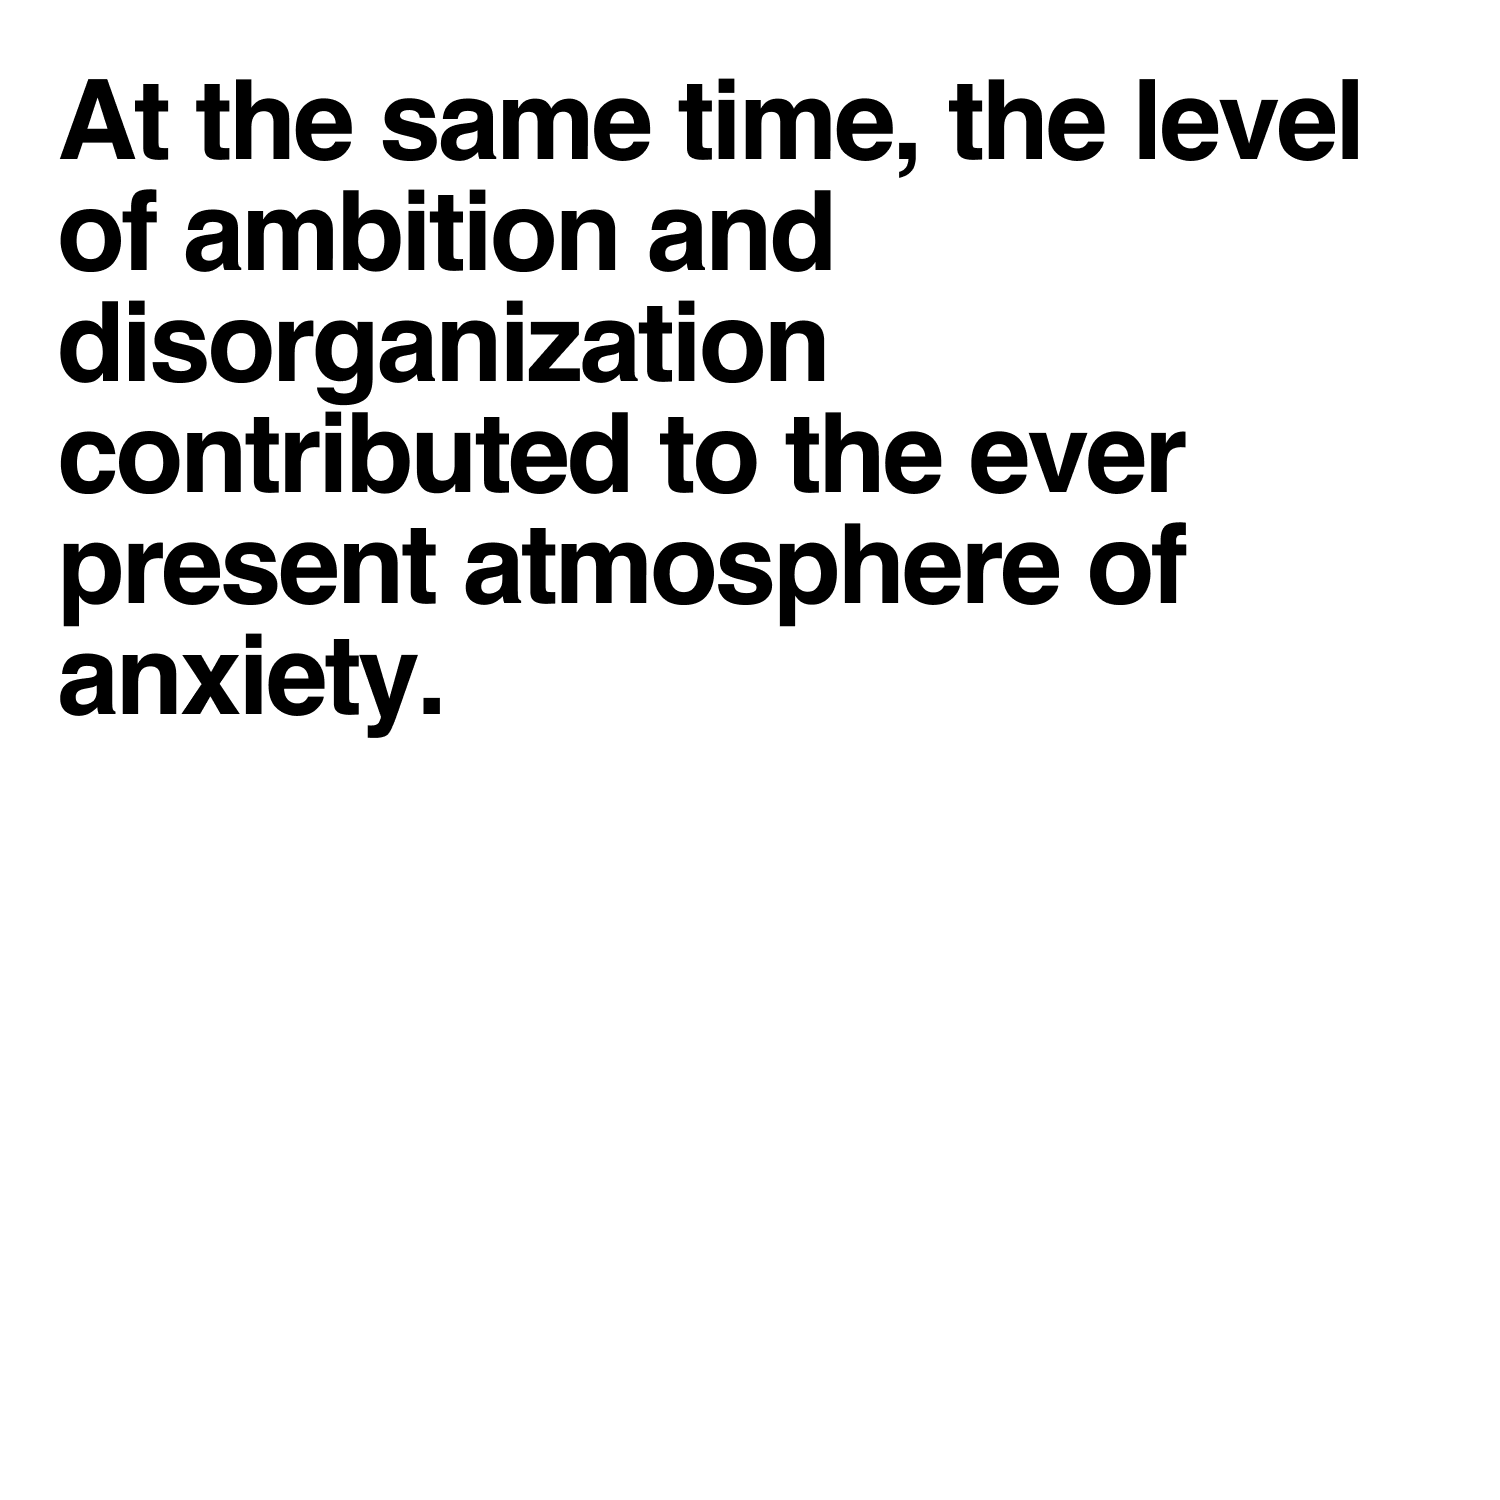 At the same time, the level
of ambition and
disorganization
contributed to the ever
present atmosphere of
anxiety.